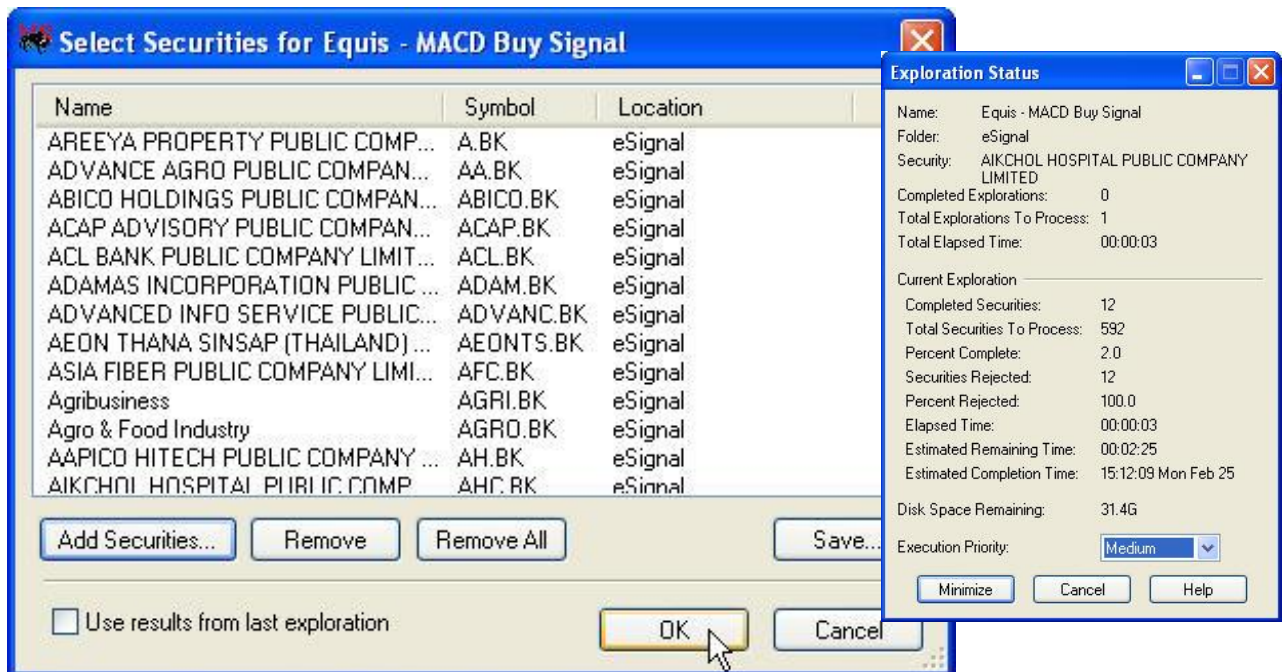 Select Securities for Equis - MACD Buy Signal
Name Symbol Location
AREEYA PROPERTY PUBLIC COMP... A.BK eSignal
ADVANCE AGRO PUBLIC COMPAN... AA.BK eSignal
ABICO HOLDINGS PUBLIC COMPAN... ABICO.BK eSignal
ACAP ADVISORY PUBLIC COMPAN... ACAP.BK eSignal
ACL BANK PUBLIC COMPANY LIMIT... ACL.BK eSignal
ADAMAS INCORPORATION PUBLIC ... ADAM.BK eSignal
ADVANCED INFO SERVICE PUBLIC... ADVANC.BK eSignal
AEON THANA SINSAP (THAILAND) ... AEONTS.BK eSignal
ASIA FIBER PUBLIC COMPANY LIMI... AFC.BK eSignal
Agribusiness AGRI.BK eSignal
Agro & Food Industry AGRO.BK eSignal
AAPICO HITECH PUBLIC COMPANY ... AH.BK eSignal
AIKCHOL HOSPITAL PUBLIC COMP... AHC.BK eSignal
Add Securities... Remove Remove All Save...
Use results from last exploration
OK Cancel
Exploration Status
Name: Equis - MACD Buy Signal
Folder: eSignal
Security: AIKCHOL HOSPITAL PUBLIC COMPANY
LIMITED
Completed Explorations: 0
Total Explorations To Process: 1
Total Elapsed Time: 00:00:03
Current Exploration
Completed Securities: 12
Total Securities To Process: 592
Percent Complete: 2.0
Securities Rejected: 12
Percent Rejected: 100.0
Elapsed Time: 00:00:03
Estimated Remaining Time: 00:02:25
Estimated Completion Time: 15:12:09 Mon Feb 25
Disk Space Remaining: 31.4G
Execution Priority: Medium
Minimize Cancel Help